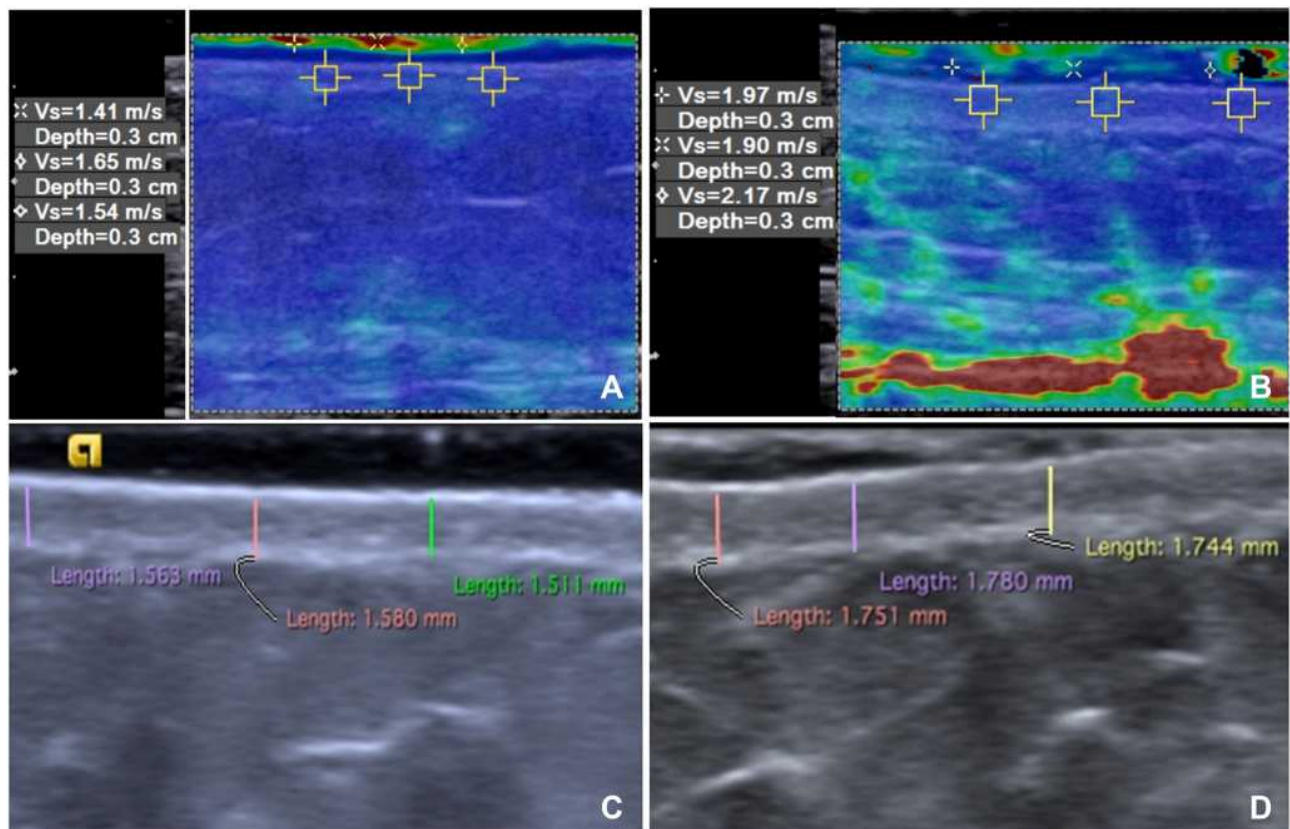 Vs=1.41 m/s
Depth=0.3 cm
Vs=1.65 m/s
Depth=0.3 cm
Vs=1.54 m/s
Depth=0.3 cm
A
Vs=1.97 m/s
Depth=0.3 cm
Vs=1.90 m/s
Depth=0.3 cm
Vs=2.17 m/s
Depth=0.3 cm
B
Length: 1.563 mm
Length: 1.580 mm
Length: 1.511 mm
C
Length: 1.751 mm
Length: 1.780 mm
Length: 1.744 mm
D